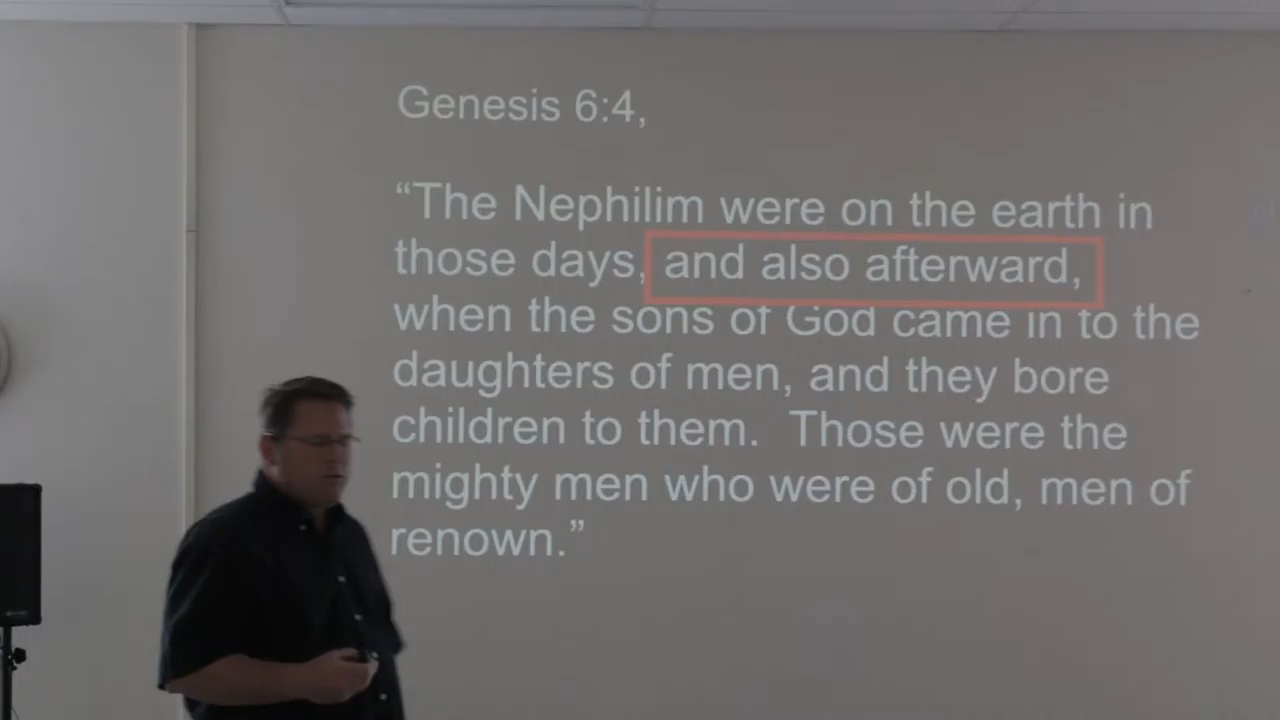 Genesis 6:4,
“The Nephilim were on the earth in
those days, and also afterward,
when the sons of God came in to the
daughters of men, and they bore
children to them.  Those were the
mighty men who were of old, men of
renown.”